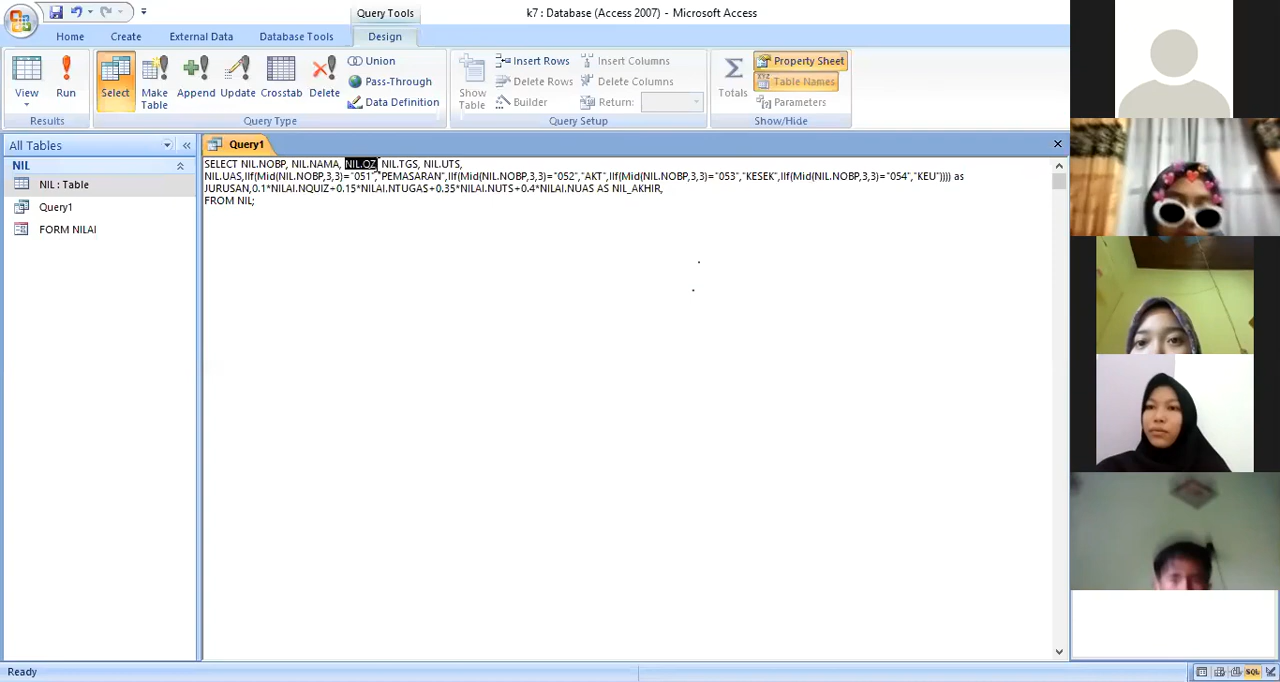 Query Tools
k7 : Database (Access 2007) - Microsoft Access
Home
Create
External Data
Database Tools
Design
View
Run
Results
Select
Make Table
Append
Update
Crosstab
Delete
Union
Pass-Through
Data Definition
Query Type
Show Table
Insert Rows
Delete Rows
Builder
Insert Columns
Delete Columns
Return:
Query Setup
Totals
Property Sheet
Table Names
Parameters
Show/Hide
All Tables
NIL
NIL : Table
Query1
FORM NILAI
Query1
SELECT NIL.NOBP, NIL.NAMA, NIL.QZ, NIL.TGS, NIL.UTS,
NIL.UAS,IIf(Mid(NIL.NOBP,3,3)="051","PEMASARAN",IIf(Mid(NIL.NOBP,3,3)="052","AKT",IIf(Mid(NIL.NOBP,3,3)="053","KESEK",IIf(Mid(NIL.NOBP,3,3)="054","KEU")))) as
JURUSAN,0.1*NILAI.NQUIZ+0.15*NILAI.NTUGAS+0.35*NILAI.NUTS+0.4*NILAI.NUAS AS NIL_AKHIR,
FROM NIL;
Ready
SQL